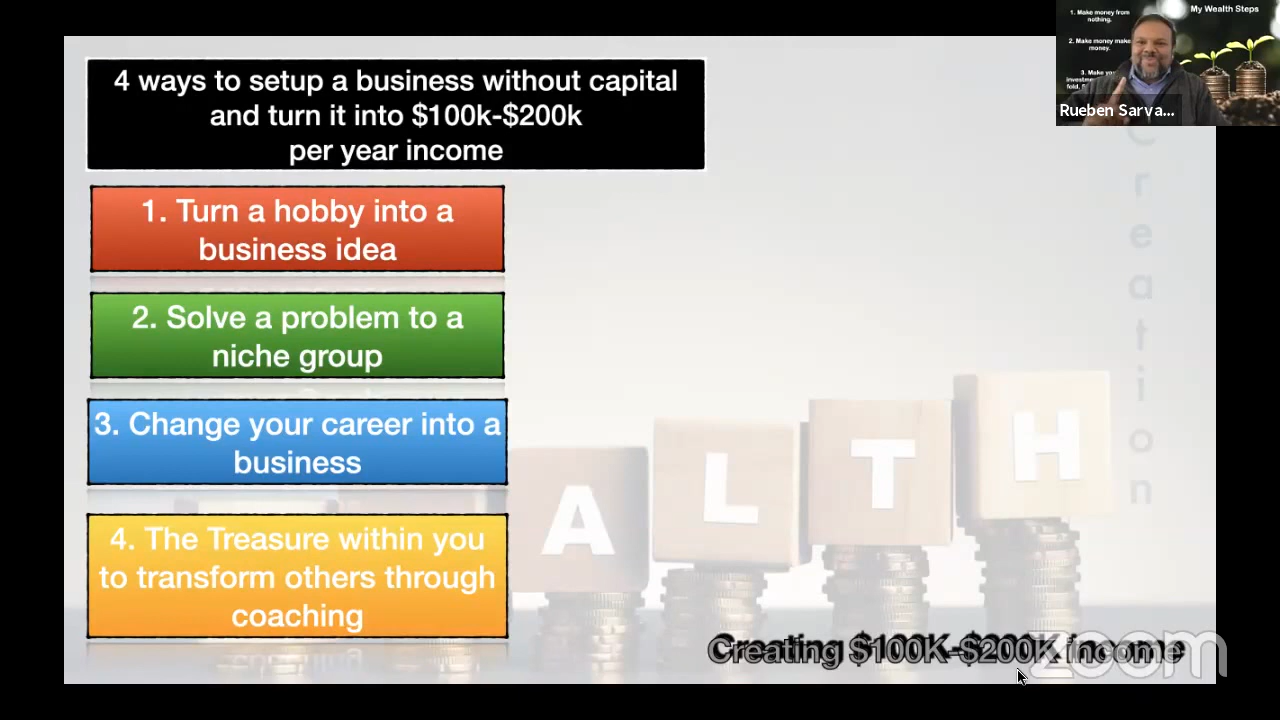 4 ways to setup a business without capital
and turn it into $100k-$200k
per year income
1. Turn a hobby into a
business idea
2. Solve a problem to a
niche group
3. Change your career into a
business
4. The Treasure within you
to transform others through
coaching
A L T H
Creation
Creating $100K-$200K income
zoom
My Wealth Steps
1. Make money from
nothing.
2. Make money make
money.
3. Make
Rueben Sarva...